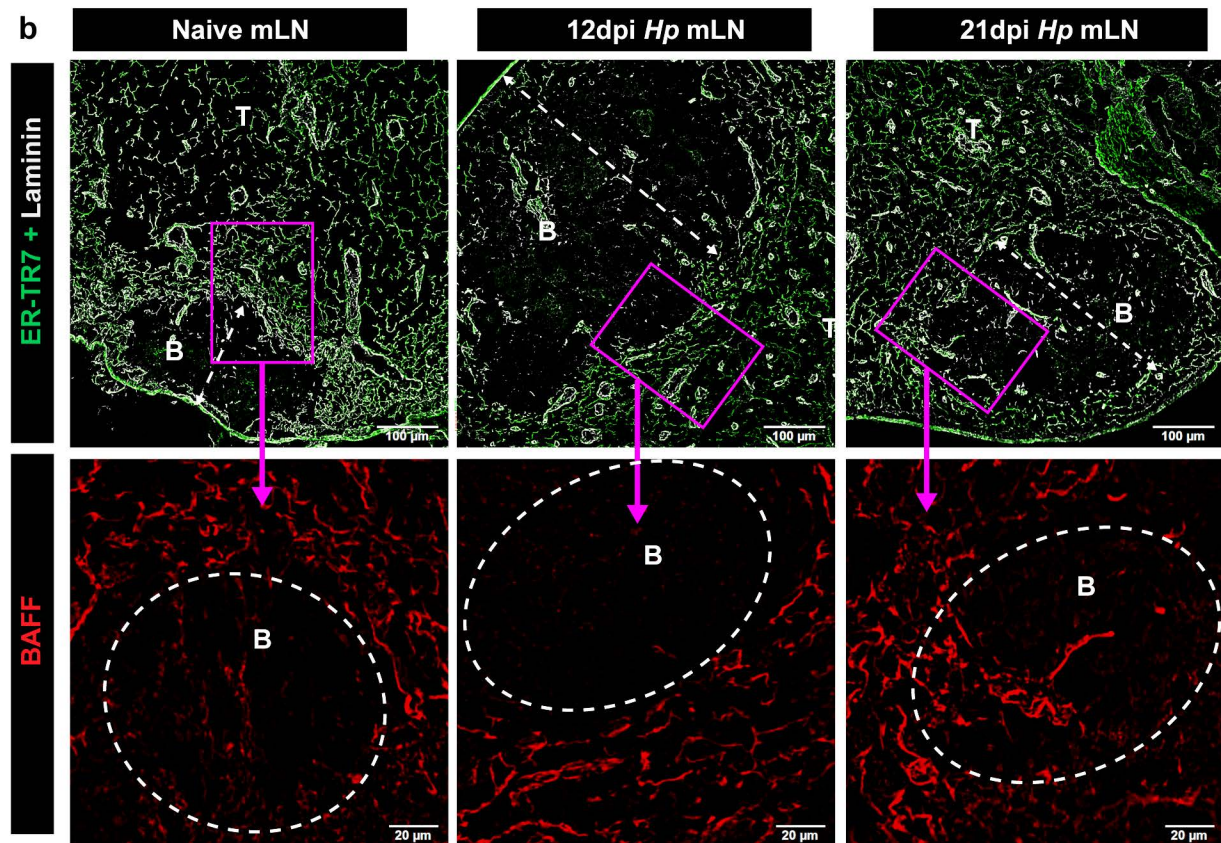 b
Naive mLN
12dpi Hp mLN
21dpi Hp mLN
ER-TR7 + Laminin
T
B
100 µm
B
T
100 µm
T
B
100 µm
BAFF
B
20 µm
B
20 µm
B
20 µm